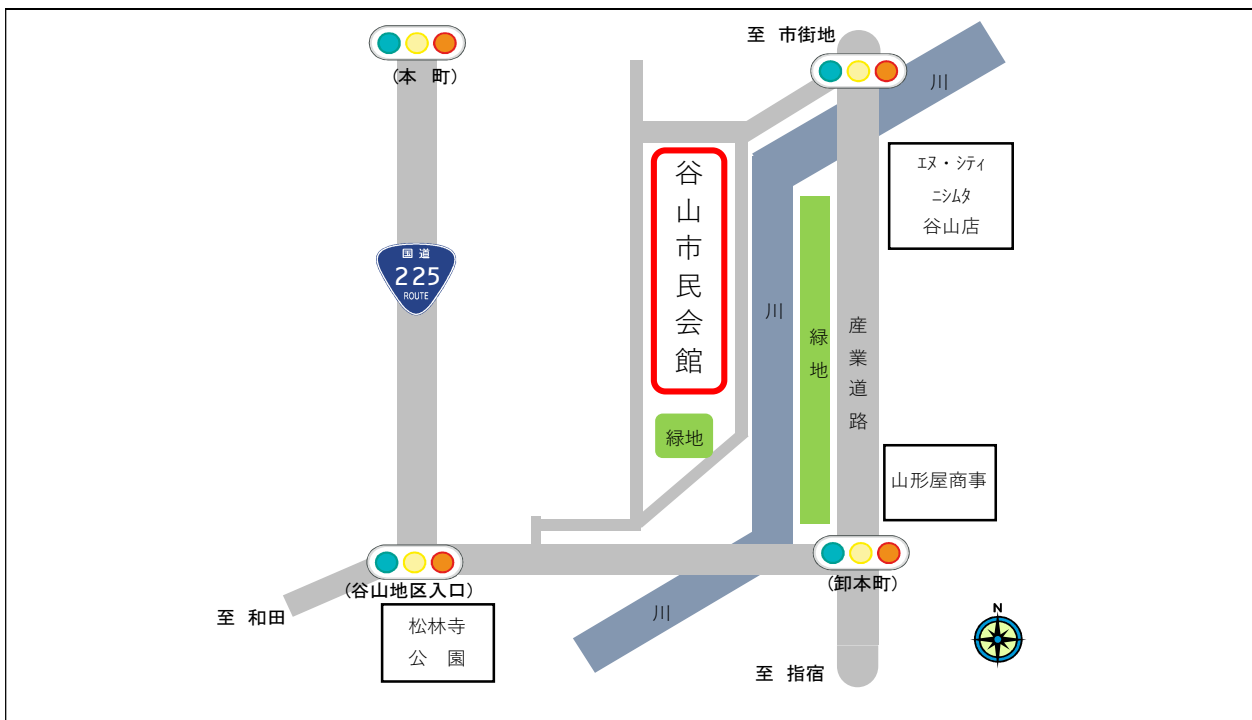 至 市街地
(本 町)
川
谷山市民会館
エヌ・シティ
ニシムタ
谷山店
国道
225
ROUTE
川
緑地
産業道路
緑地
山形屋商事
(谷山地区入口)
(卸本町)
至 和田
松林寺
公 園
川
N
至 指宿